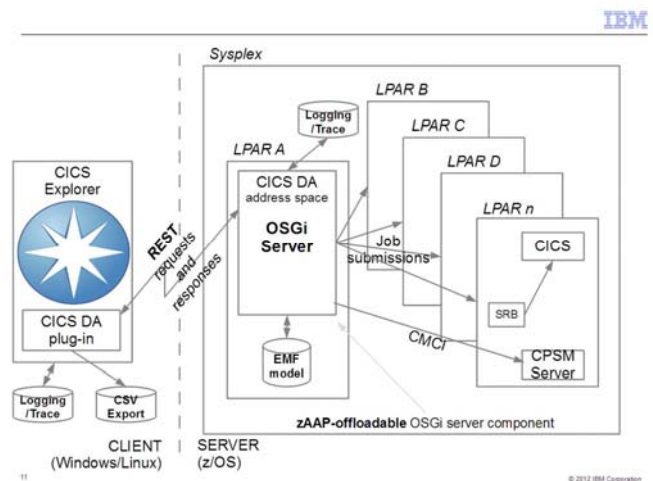 IBM
Sysplex
LPAR B
Logging
/Trace
LPAR C
LPAR A
LPAR D
CICS
Explorer
CICS DA
address space
OSGi
Server
LPAR n
CICS
REST
requests
and
responses
Job
submissions
SRB
CICS DA
plug-in
CMCI
EMF
model
CPSM
Server
Logging
/Trace
CSV
Export
zAAP-offloadable OSGi server component
CLIENT
(Windows/Linux)
SERVER
(z/OS)
11
© 2012 IBM Corporation